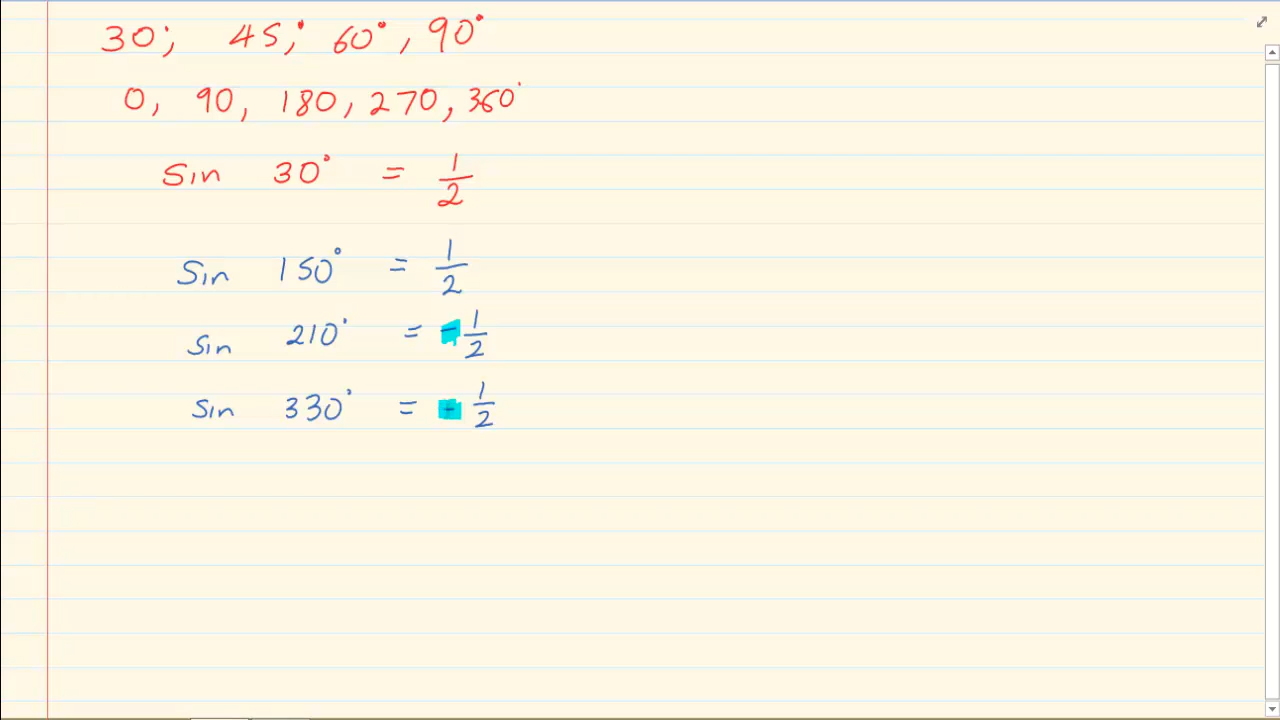 30°, 45°, 60°, 90°
0, 90, 180, 270, 360°
Sin 30° = 1/2
Sin 150° = 1/2
Sin 210° = -1/2
Sin 330° = -1/2